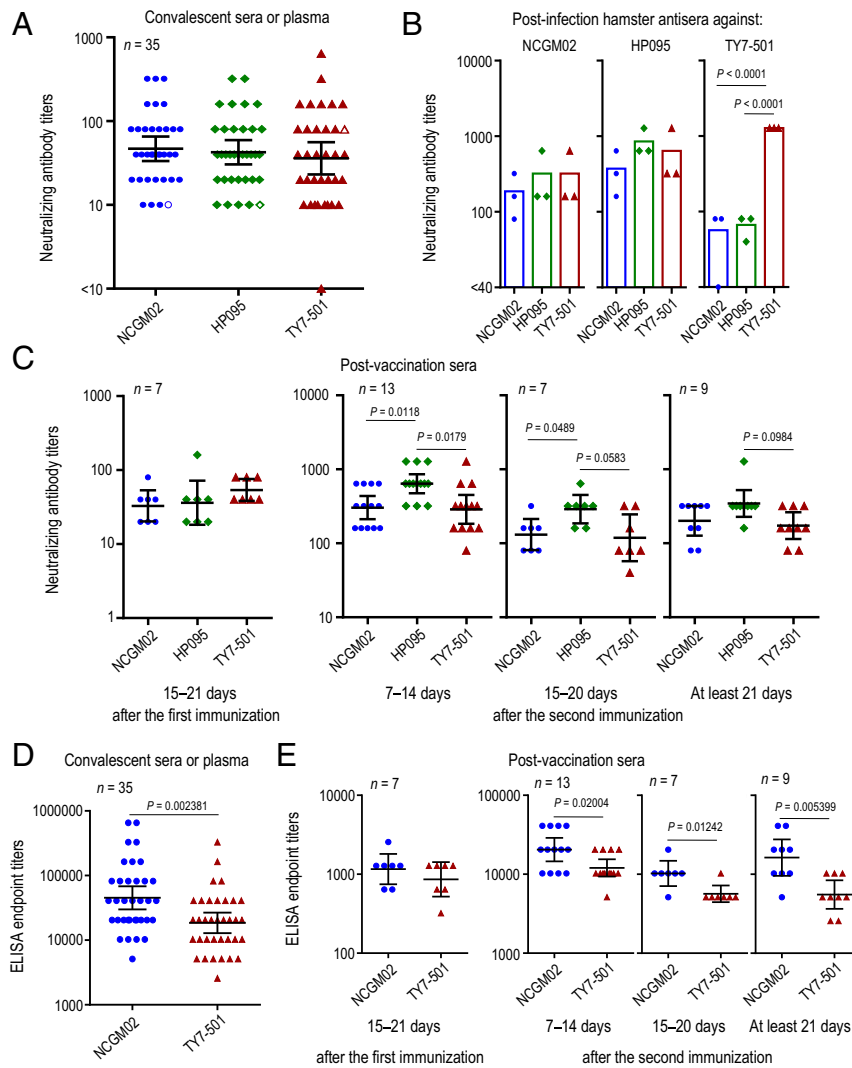 A
Convalescent sera or plasma
n = 35
Neutralizing antibody titers
1000
100
10
<10
NCGM02
HP095
TY7-501
B
Post-infection hamster antisera against:
NCGM02 HP095 TY7-501
P < 0.0001
P < 0.0001
Neutralizing antibody titers
10000
1000
100
<40
NCGM02 HP095 TY7-501 NCGM02 HP095 TY7-501 NCGM02 HP095 TY7-501
C
Post-vaccination sera
n = 7
n = 13
n = 7
n = 9
P = 0.0118
P = 0.0179
P = 0.0489
P = 0.0583
P = 0.0984
Neutralizing antibody titers
1000
100
10
1
10000
1000
100
10
NCGM02 HP095 TY7-501 NCGM02 HP095 TY7-501 NCGM02 HP095 TY7-501 NCGM02 HP095 TY7-501
15–21 days
7–14 days
15–20 days
At least 21 days
after the first immunization
after the second immunization
D
Convalescent sera or plasma
n = 35
P = 0.002381
ELISA endpoint titers
1000000
100000
10000
1000
NCGM02
TY7-501
E
Post-vaccination sera
n = 7
n = 13
n = 7
n = 9
P = 0.02004
P = 0.01242
P = 0.005399
ELISA endpoint titers
10000
1000
100
100000
10000
1000
NCGM02 TY7-501 NCGM02 TY7-501 NCGM02 TY7-501 NCGM02 TY7-501
15–21 days
7–14 days
15–20 days
At least 21 days
after the first immunization
after the second immunization